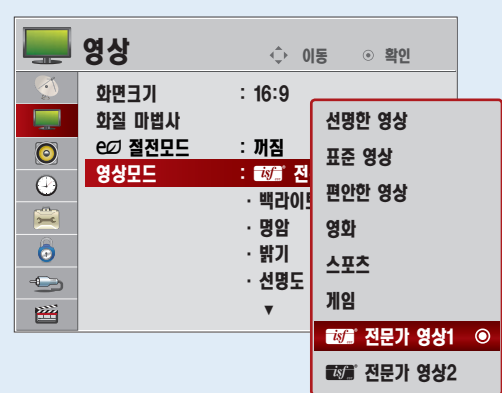 영상
이동 확인
화면크기 : 16:9
화질 마법사
절전모드 : 꺼짐
영상모드 : isf 전
· 백라이트
· 명암
· 밝기
· 선명도
선명한 영상
표준 영상
편안한 영상
영화
스포츠
게임
isf 전문가 영상1
isf 전문가 영상2